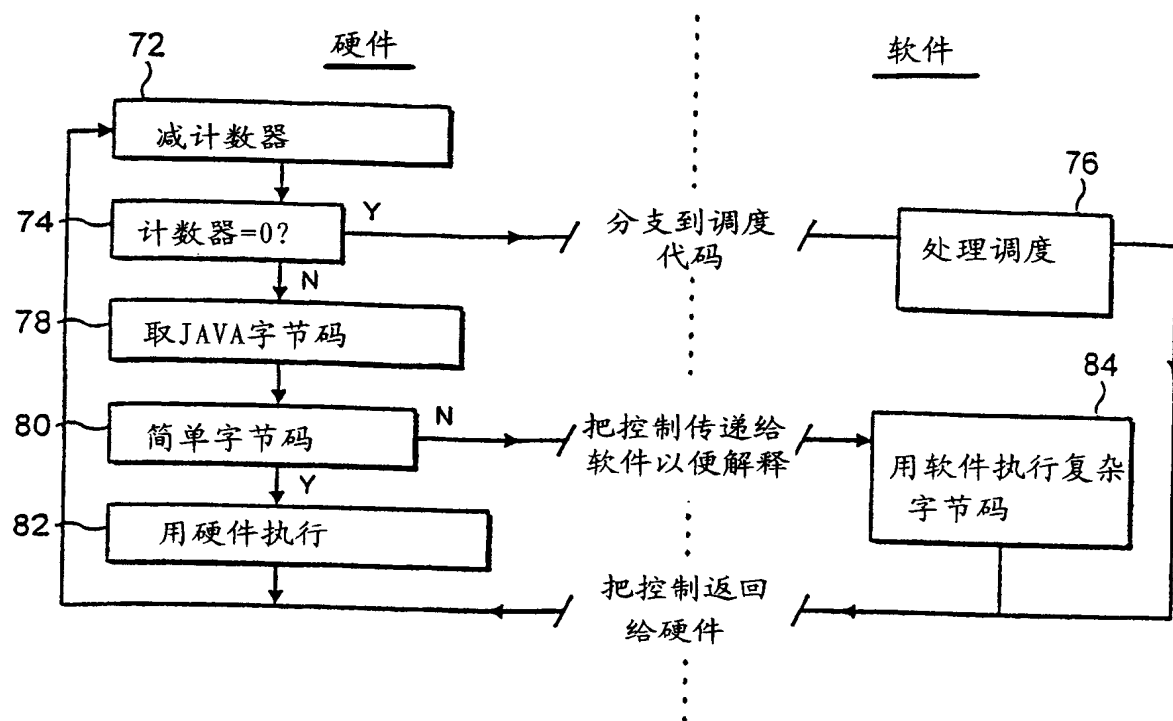 72
硬件
软件
减计数器
76
74
计数器=0?
Y
分支到调度
代码
处理调度
N
78
取JAVA字节码
84
80
简单字节码
N
把控制传递给
软件以便解释
用软件执行复杂
字节码
Y
82
用硬件执行
把控制返回
给硬件